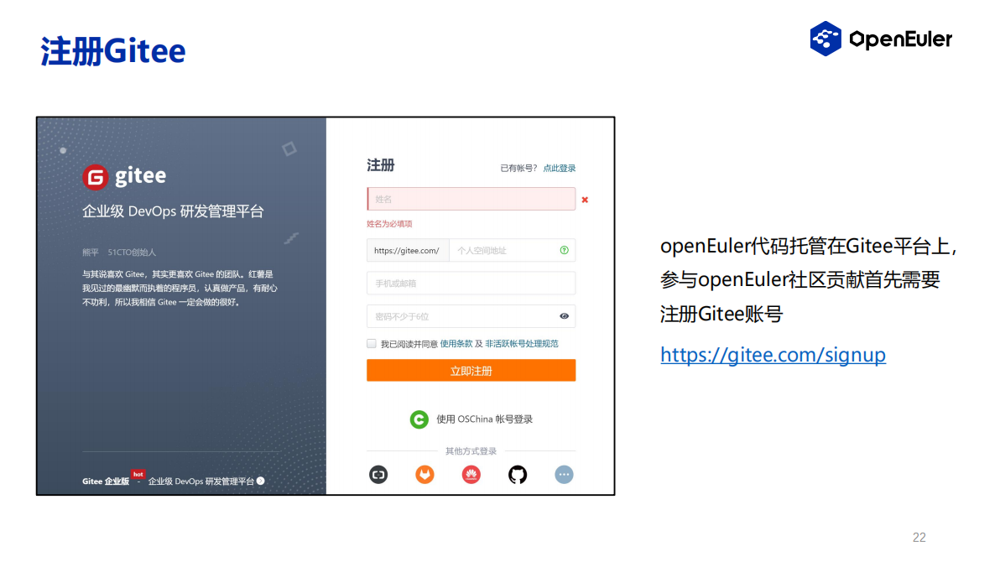 注册Gitee
OpenEuler
gitee
企业级 DevOps 研发管理平台
熊平 51CTO创始人
与其说喜欢 Gitee，其实更喜欢 Gitee 的团队。红薯是
我见过的最幽默而执着的程序员，认真做产品，有耐心
不功利，所以我相信 Gitee 一定会做的很好。
Gitee 企业版 hot - 企业级 DevOps 研发管理平台
注册
已有帐号？ 点此登录
姓名
姓名为必填项
https://gitee.com/ 个人空间地址
手机或邮箱
密码不少于6位
我已阅读并同意 使用条款 及 非活跃帐号处理规范
立即注册
使用 OSChina 帐号登录
其他方式登录
openEuler代码托管在Gitee平台上，
参与openEuler社区贡献首先需要
注册Gitee账号
https://gitee.com/signup
22